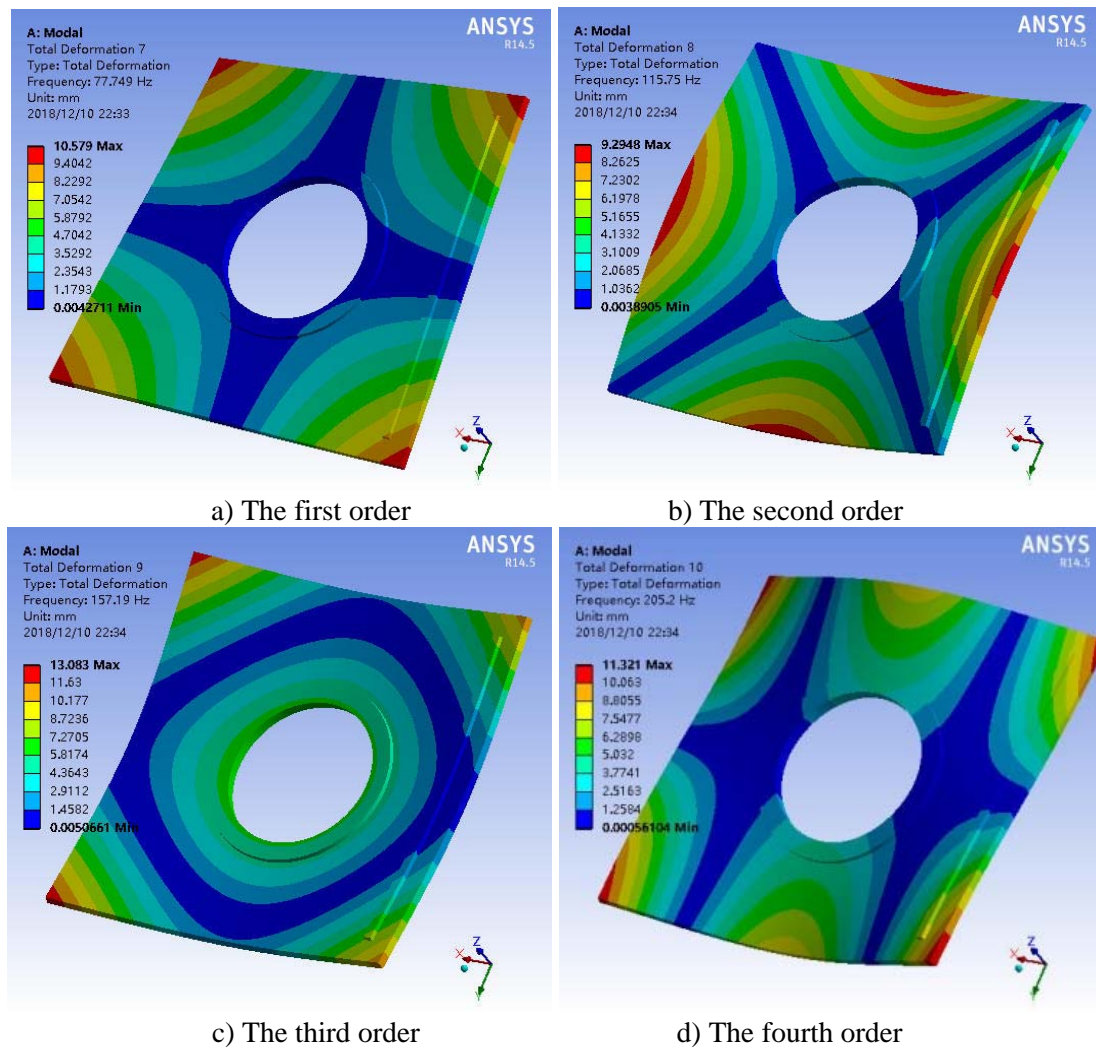 ANSYS
R14.5
A: Modal
Total Deformation 7
Type: Total Deformation
Frequency: 77.749 Hz
Unit: mm
2018/12/10 22:33
10.579 Max
9.4042
8.2292
7.0542
5.8792
4.7042
3.5292
2.3543
1.1793
0.0042711 Min
X
Y
Z
a) The first order
ANSYS
R14.5
A: Modal
Total Deformation 8
Type: Total Deformation
Frequency: 115.75 Hz
Unit: mm
2018/12/10 22:34
9.2948 Max
8.2625
7.2302
6.1978
5.1655
4.1332
3.1009
2.0685
1.0362
0.0038905 Min
X
Y
Z
b) The second order
ANSYS
R14.5
A: Modal
Total Deformation 9
Type: Total Deformation
Frequency: 157.19 Hz
Unit: mm
2018/12/10 22:34
13.083 Max
11.63
10.177
8.7236
7.2705
5.8174
4.3643
2.9112
1.4582
0.0050661 Min
X
Y
Z
c) The third order
ANSYS
R14.5
A: Modal
Total Deformation 10
Type: Total Deformation
Frequency: 205.2 Hz
Unit: mm
2018/12/10 22:34
11.321 Max
10.063
8.8055
7.5477
6.2898
5.032
3.7741
2.5163
1.2584
0.00056104 Min
X
Y
Z
d) The fourth order